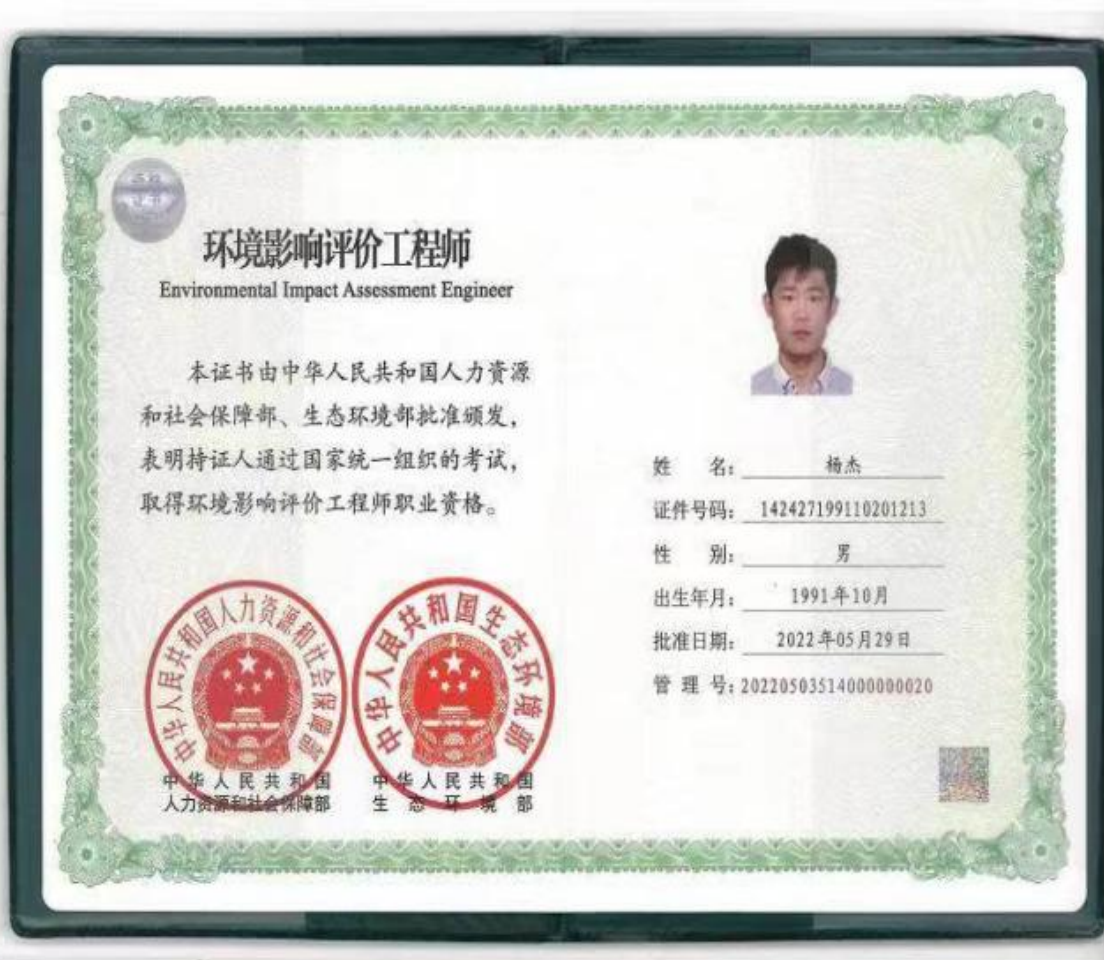 环境影响评价工程师
Environmental Impact Assessment Engineer
本证书由中华人民共和国人力资源
和社会保障部、生态环境部批准颁发，
表明持证人通过国家统一组织的考试，
取得环境影响评价工程师职业资格。
姓 名： 杨杰
证件号码： 142427199110201213
性 别： 男
出生年月： 1991年10月
批准日期： 2022年05月29日
管 理 号： 20220503514000000020
中华人民共和国人力资源和社会保障部
中华人民共和国生态环境部
中华人民共和国
人力资源和社会保障部
中华人民共和国
生态环境部